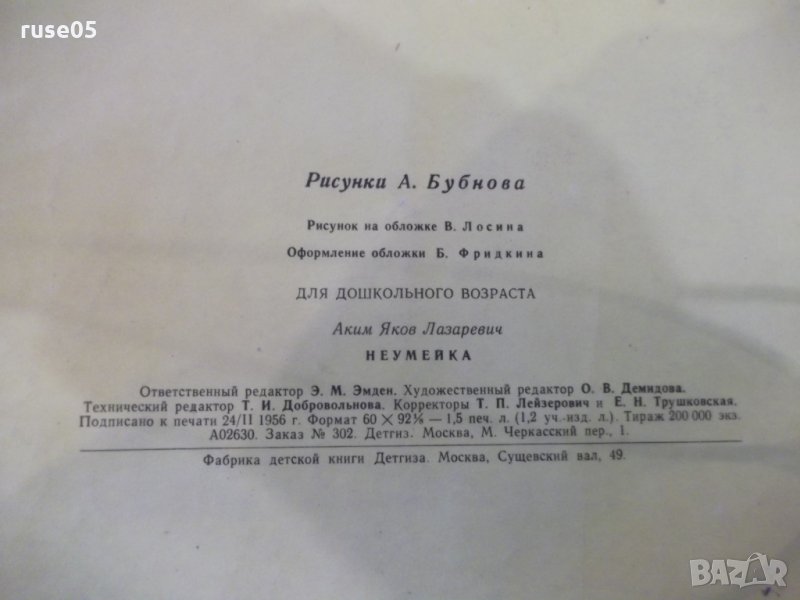 ruse05
Рисунки А. Бубнова
Рисунок на обложке В. Лосина
Оформление обложки Б. Фридкина
ДЛЯ ДОШКОЛЬНОГО ВОЗРАСТА
Аким Яков Лазаревич
НЕУМЕЙКА
Ответственный редактор Э. М. Эмден. Художественный редактор О. В. Демидова.
Технический редактор Т. И. Добровольнова. Корректоры Т. П. Лейзерович и Е. Н. Трушковская.
Подписано к печати 24/II 1956 г. Формат 60 × 92⅛ — 1,5 печ. л. (1,2 уч.-изд. л.). Тираж 200 000 экз.
А02630. Заказ № 302. Детгиз. Москва, М. Черкасский пер., 1.
Фабрика детской книги Детгиза. Москва, Сущевский вал, 49.
BAZAR